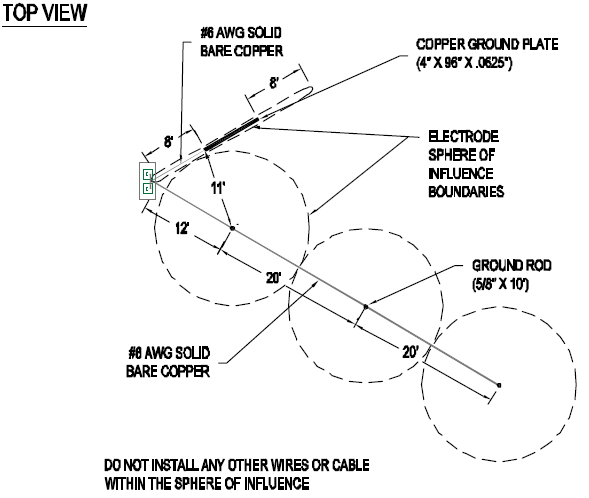 TOP VIEW
#6 AWG SOLID
BARE COPPER
COPPER GROUND PLATE
(4" X 96" X .0625")
8'
8'
ELECTRODE
SPHERE OF
INFLUENCE
BOUNDARIES
11'
12'
20'
GROUND ROD
(5/8" X 10')
20'
#6 AWG SOLID
BARE COPPER
DO NOT INSTALL ANY OTHER WIRES OR CABLE
WITHIN THE SPHERE OF INFLUENCE